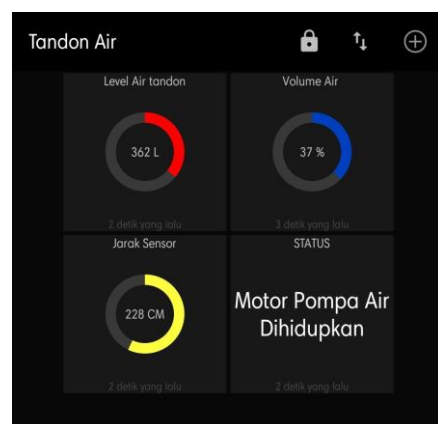 Tandon Air
Level Air tandon
Volume Air
362 L
37 %
2 detik yang lalu
3 detik yang lalu
Jarak Sensor
STATUS
228 CM
Motor Pompa Air
Dihidupkan
2 detik yang lalu
2 detik yang lalu